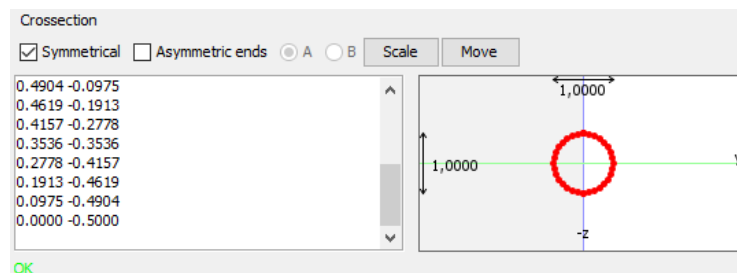 Crossection
Symmetrical Asymmetric ends A B Scale Move
0.4904 -0.0975
0.4619 -0.1913
0.4157 -0.2778
0.3536 -0.3536
0.2778 -0.4157
0.1913 -0.4619
0.0975 -0.4904
0.0000 -0.5000
1,0000
1,0000
-z
OK